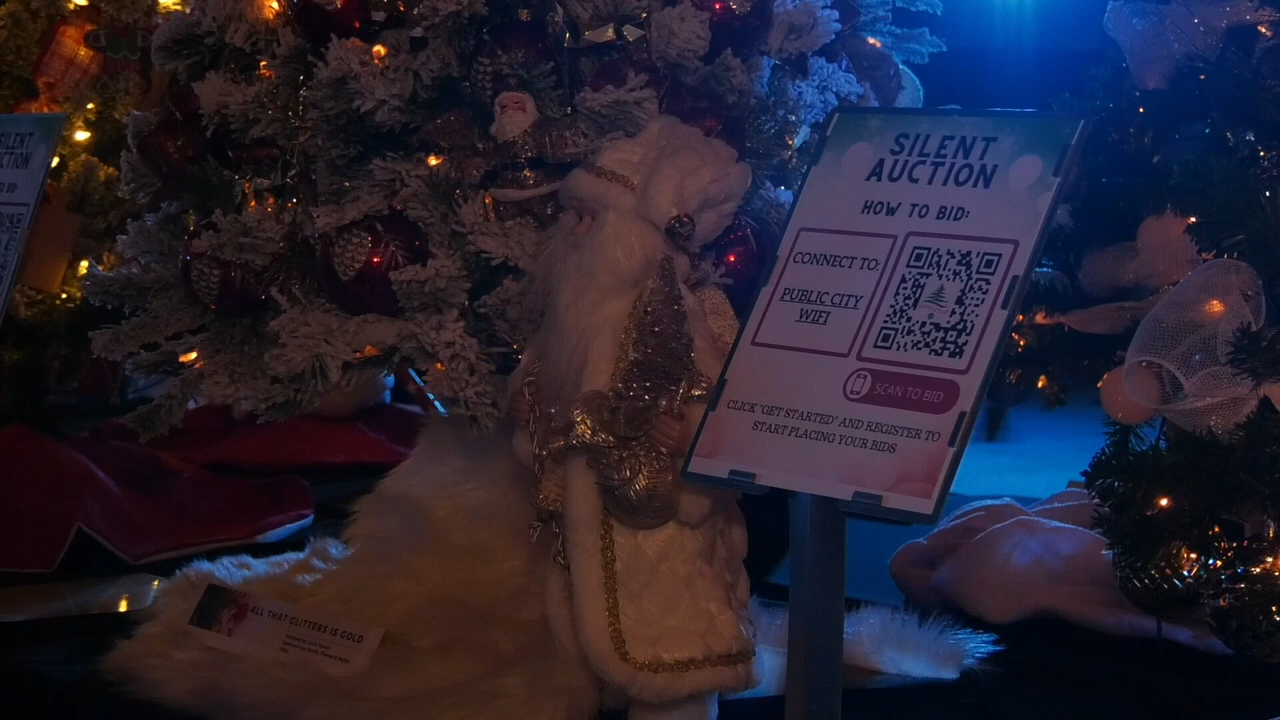 SILENT
AUCTION
HOW TO BID:
CONNECT TO:
PUBLIC CITY
WIFI
SCAN TO BID
CLICK 'GET STARTED' AND REGISTER TO
START PLACING YOUR BIDS
SILENT
AUCTION
ALL THAT GLITTERS IS GOLD